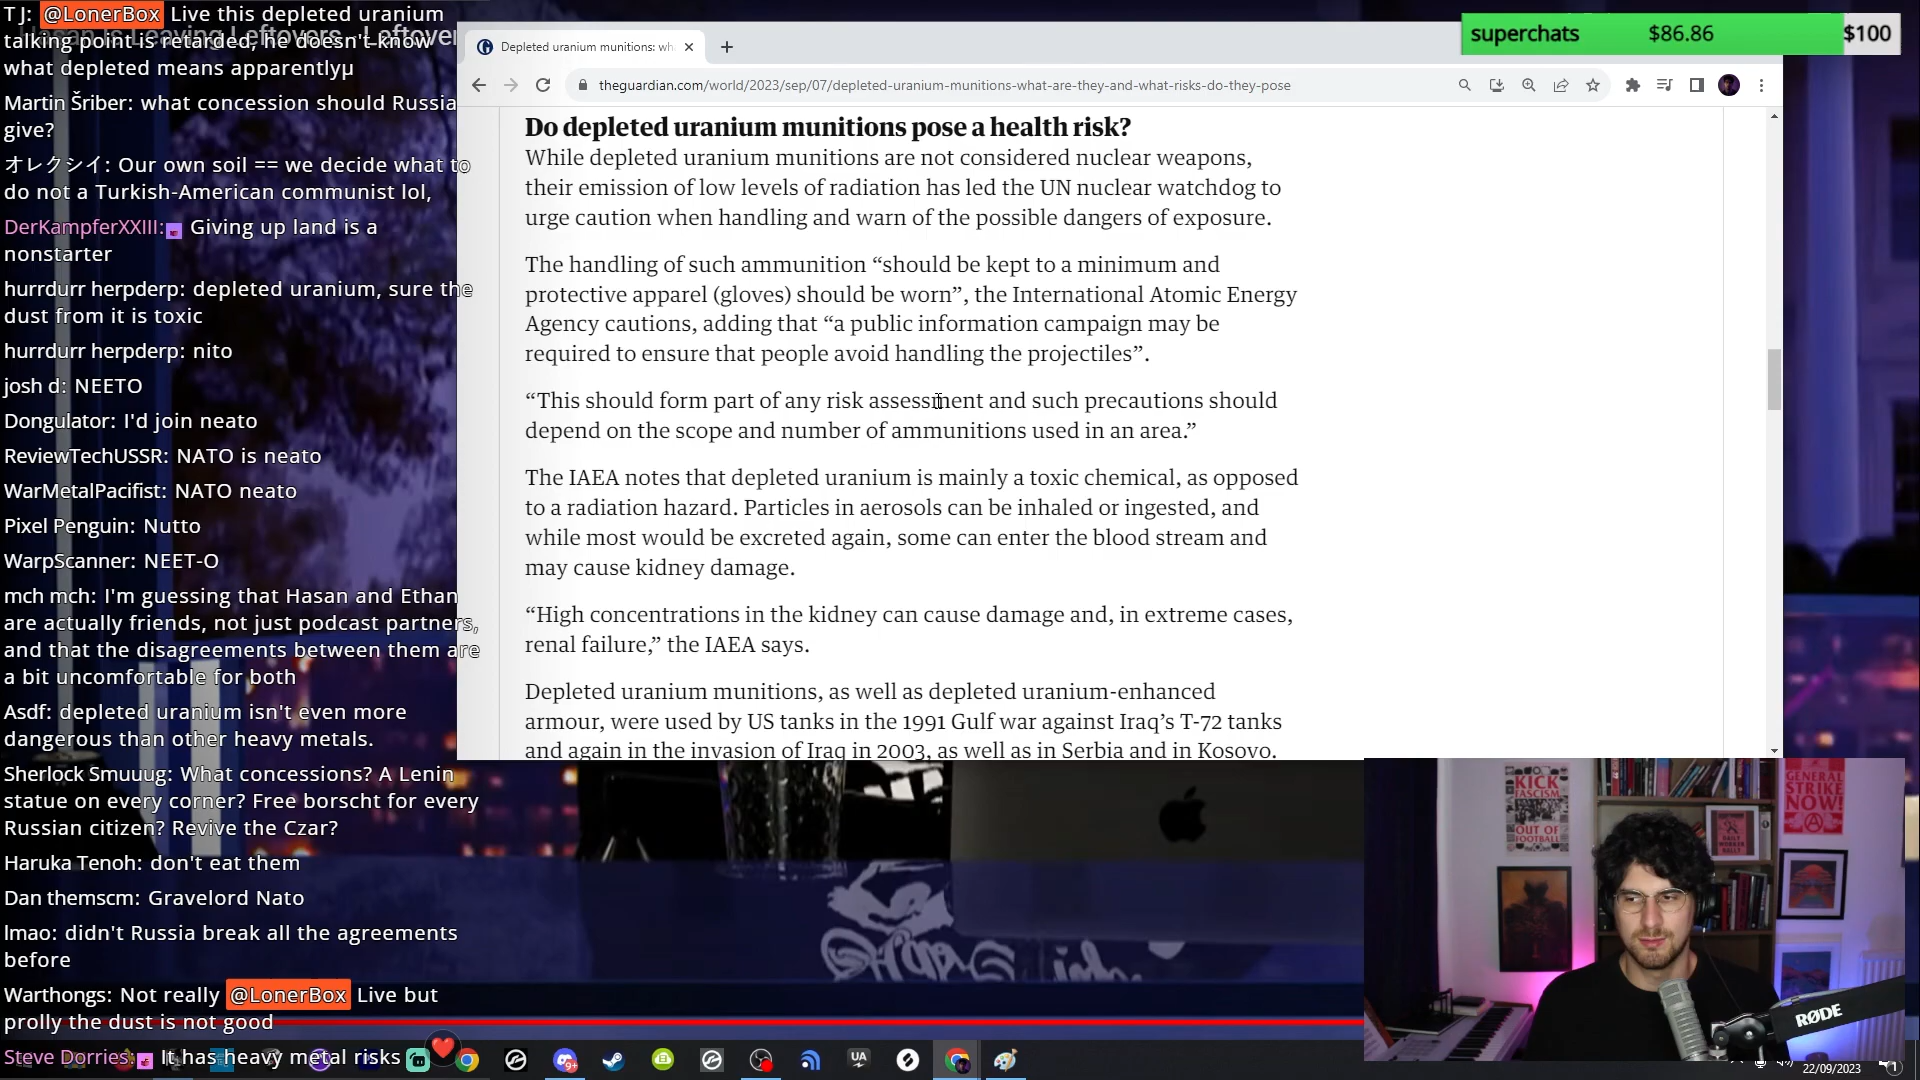 TJ: @LonerBox Live this depleted uranium
talking point is retarded, he doesn't know
what depleted means apparentlyµ
Martin Šriber: what concession should Russia
give?
オレクシイ: Our own soil == we decide what to
do not a Turkish-American communist lol,
DerKampferXXIII: Giving up land is a
nonstarter
hurrdurr herpderp: depleted uranium, sure the
dust from it is toxic
hurrdurr herpderp: nito
josh d: NEETO
Dongulator: I'd join neato
ReviewTechUSSR: NATO is neato
WarMetalPacifist: NATO neato
Pixel Penguin: Nutto
WarpScanner: NEET-O
mch mch: I'm guessing that Hasan and Ethan
are actually friends, not just podcast partners,
and that the disagreements between them are
a bit uncomfortable for both
Asdf: depleted uranium isn't even more
dangerous than other heavy metals.
Sherlock Smuuug: What concessions? A Lenin
statue on every corner? Free borscht for every
Russian citizen? Revive the Czar?
Haruka Tenoh: don't eat them
Dan themscm: Gravelord Nato
lmao: didn't Russia break all the agreements
before
Warthongs: Not really @LonerBox Live but
prolly the dust is not good
Steve Dorries: It has heavy metal risks
Hasan is Leaving Leftovers - Leftover
Depleted uranium munitions: wh
theguardian.com/world/2023/sep/07/depleted-uranium-munitions-what-are-they-and-what-risks-do-they-pose
superchats $86.86 $100
Do depleted uranium munitions pose a health risk?
While depleted uranium munitions are not considered nuclear weapons,
their emission of low levels of radiation has led the UN nuclear watchdog to
urge caution when handling and warn of the possible dangers of exposure.
The handling of such ammunition “should be kept to a minimum and
protective apparel (gloves) should be worn”, the International Atomic Energy
Agency cautions, adding that “a public information campaign may be
required to ensure that people avoid handling the projectiles”.
“This should form part of any risk assessment and such precautions should
depend on the scope and number of ammunitions used in an area.”
The IAEA notes that depleted uranium is mainly a toxic chemical, as opposed
to a radiation hazard. Particles in aerosols can be inhaled or ingested, and
while most would be excreted again, some can enter the blood stream and
may cause kidney damage.
“High concentrations in the kidney can cause damage and, in extreme cases,
renal failure,” the IAEA says.
Depleted uranium munitions, as well as depleted uranium-enhanced
armour, were used by US tanks in the 1991 Gulf war against Iraq’s T-72 tanks
and again in the invasion of Iraq in 2003, as well as in Serbia and in Kosovo.
KICK
FASCISM
OUT OF
FOOTBALL
GENERAL
STRIKE
NOW!
RØDE
UA
9+
22/09/2023
1